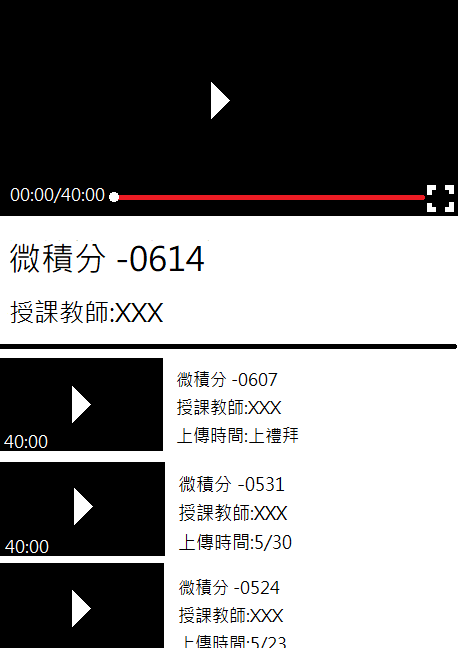 00:00/40:00
微積分 -0614
授課教師:XXX
40:00
微積分 -0607
授課教師:XXX
上傳時間:上禮拜
40:00
微積分 -0531
授課教師:XXX
上傳時間:5/30
微積分 -0524
授課教師:XXX
上傳時間:5/23